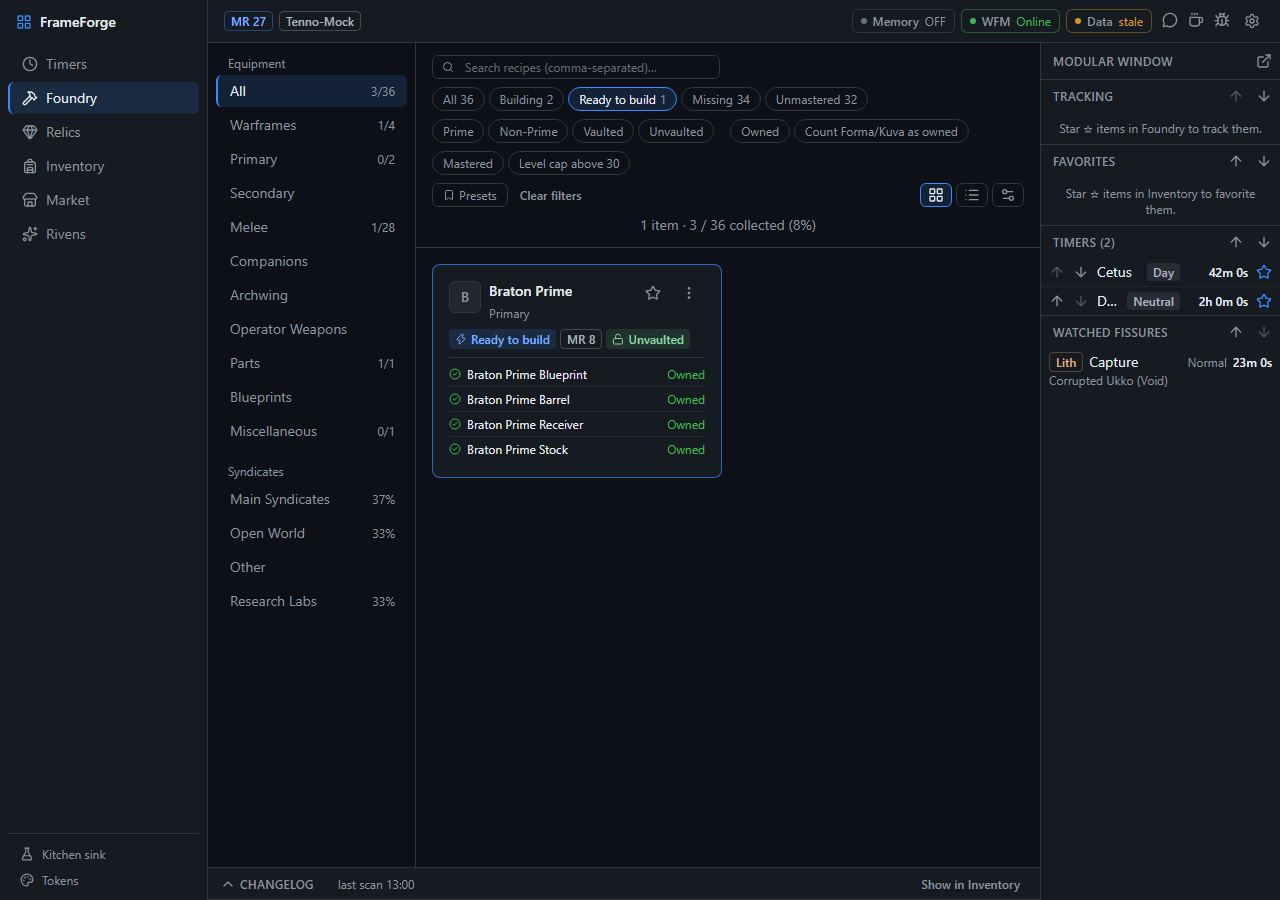 FrameForge
Timers
Foundry
Relics
Inventory
Market
Rivens
Kitchen sink
Tokens
MR 27 Tenno-Mock
Memory OFF WFM Online Data stale
Equipment
All 3/36
Warframes 1/4
Primary 0/2
Secondary
Melee 1/28
Companions
Archwing
Operator Weapons
Parts 1/1
Blueprints
Miscellaneous 0/1
Syndicates
Main Syndicates 37%
Open World 33%
Other
Research Labs 33%
Search recipes (comma-separated)...
All 36 Building 2 Ready to build 1 Missing 34 Unmastered 32
Prime Non-Prime Vaulted Unvaulted Owned Count Forma/Kuva as owned
Mastered Level cap above 30
Presets Clear filters
1 item · 3 / 36 collected (8%)
B Braton Prime
Primary
Ready to build MR 8 Unvaulted
Braton Prime Blueprint Owned
Braton Prime Barrel Owned
Braton Prime Receiver Owned
Braton Prime Stock Owned
CHANGELOG last scan 13:00 Show in Inventory
MODULAR WINDOW
TRACKING
Star ☆ items in Foundry to track them.
FAVORITES
Star ☆ items in Inventory to favorite
them.
TIMERS (2)
Cetus Day 42m 0s
D... Neutral 2h 0m 0s
WATCHED FISSURES
Lith Capture Normal 23m 0s
Corrupted Ukko (Void)